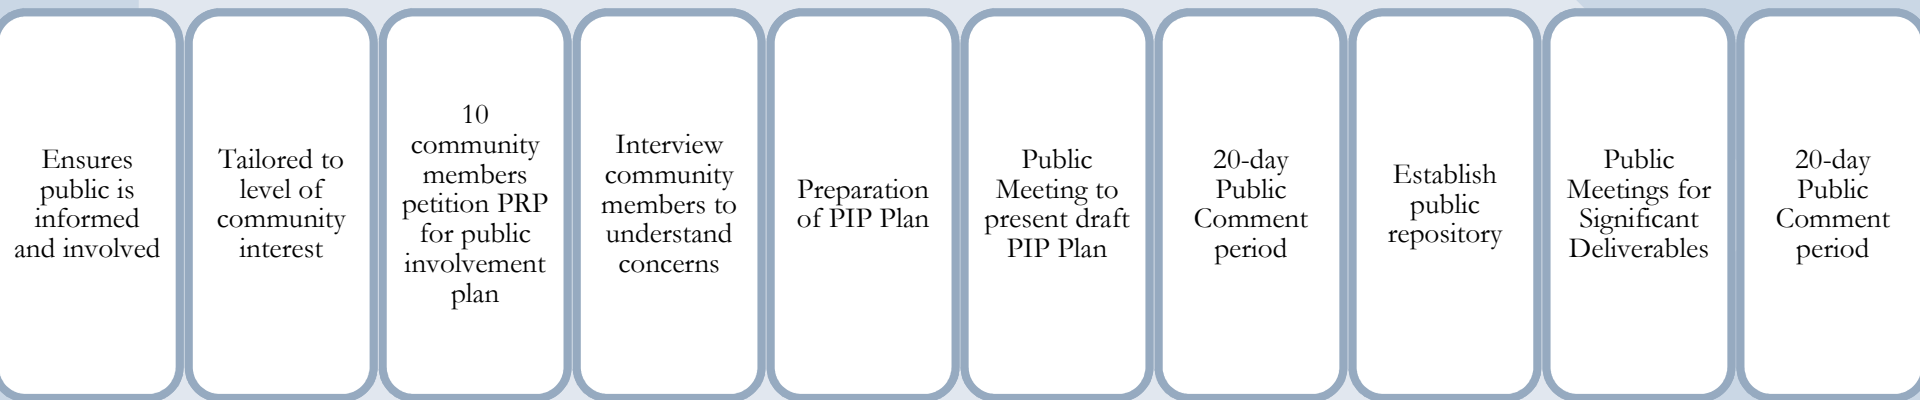 Ensures
public is
informed
and involved
Tailored to
level of
community
interest
10
community
members
petition PRP
for public
involvement
plan
Interview
community
members to
understand
concerns
Preparation
of PIP Plan
Public
Meeting to
present draft
PIP Plan
20-day
Public
Comment
period
Establish
public
repository
Public
Meetings for
Significant
Deliverables
20-day
Public
Comment
period